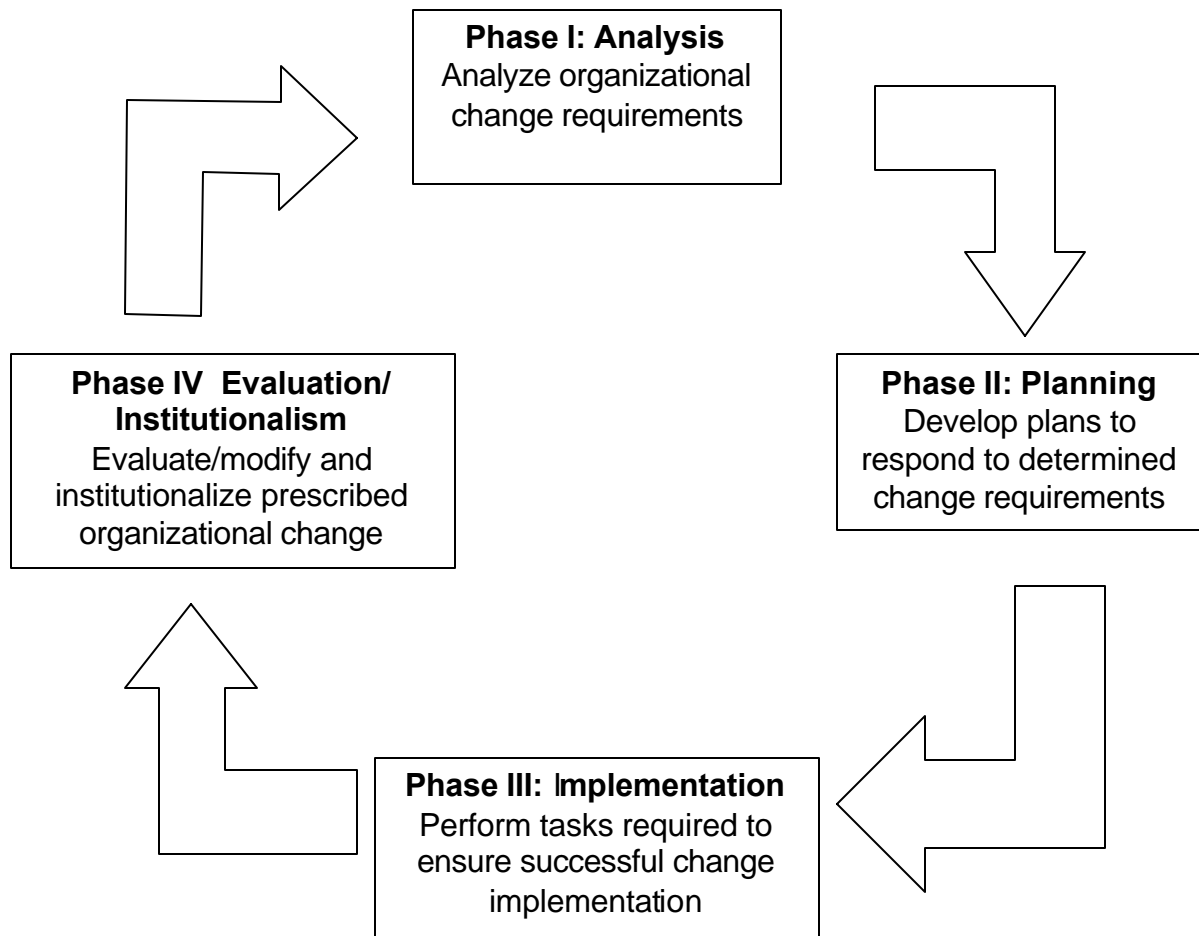 Phase I: Analysis
Analyze organizational
change requirements
Phase II: Planning
Develop plans to
respond to determined
change requirements
Phase III: Implementation
Perform tasks required to
ensure successful change
implementation
Phase IV Evaluation/
Institutionalism
Evaluate/modify and
institutionalize prescribed
organizational change